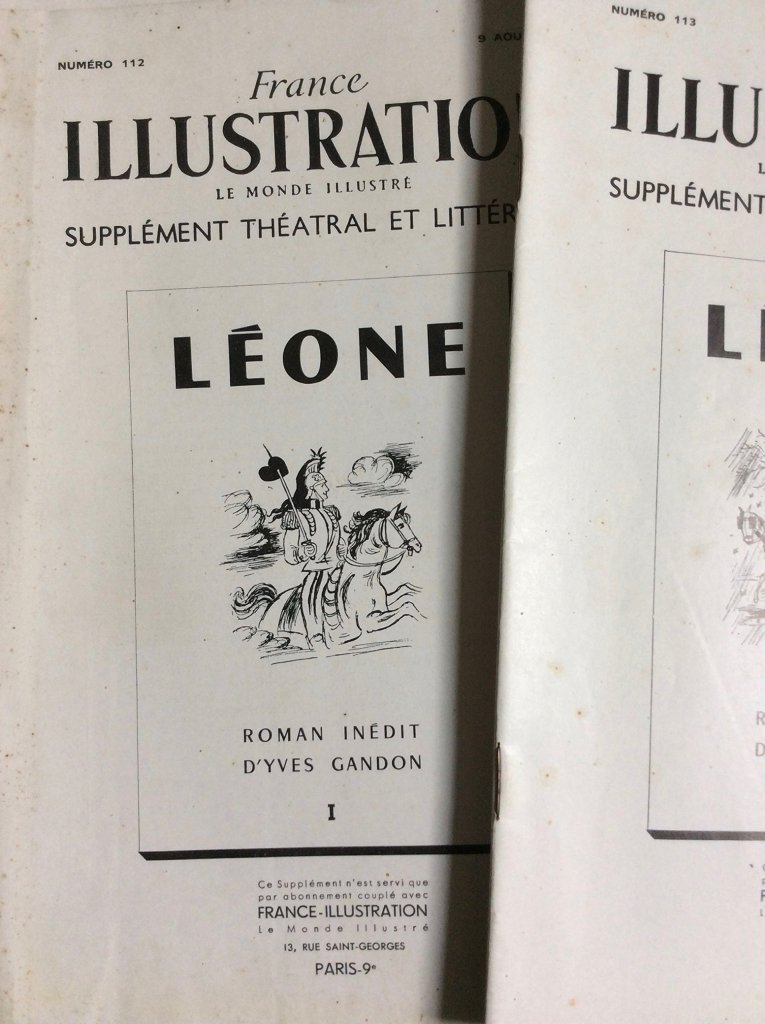 NUMÉRO 112
9 AOU
France
ILLUSTRATIO
LE MONDE ILLUSTRÉ
SUPPLÉMENT THÉATRAL ET LITTÉR
LÉONE
ROMAN INÉDIT
D'YVES GANDON
I
Ce Supplément n'est servi que
par abonnement couplé avec
FRANCE-ILLUSTRATION
Le Monde Illustré
13, RUE SAINT-GEORGES
PARIS-9e
NUMÉRO 113
ILLU
L
SUPPLÉMENT
LÉ
R
D